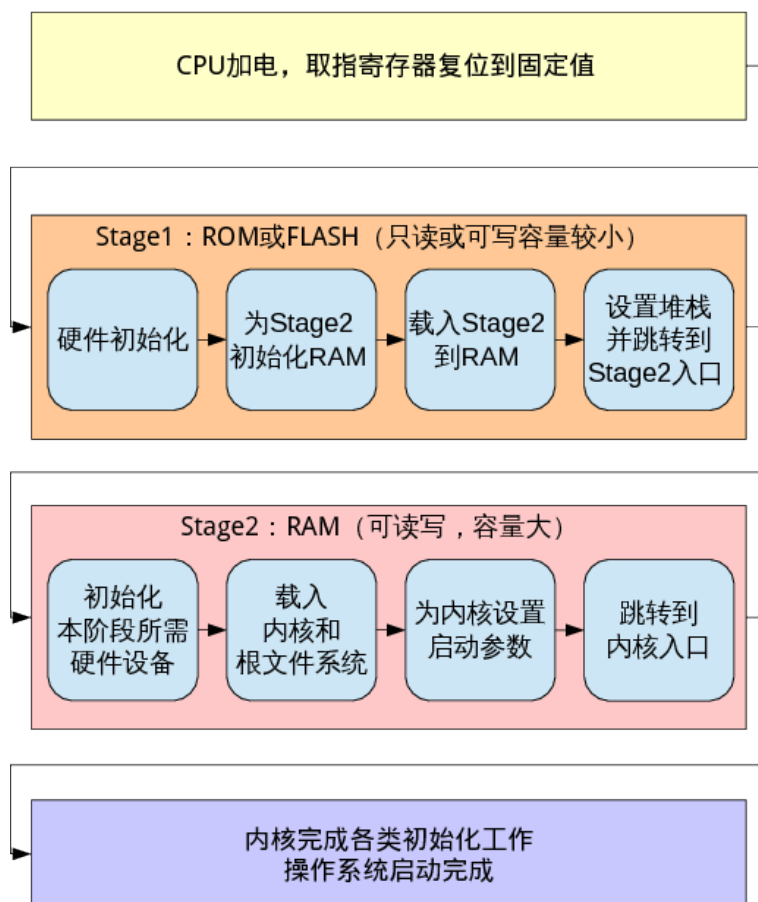 CPU加电，取指寄存器复位到固定值
Stage1：ROM或FLASH（只读或可写容量较小）
硬件初始化
为Stage2
初始化RAM
载入Stage2
到RAM
设置堆栈
并跳转到
Stage2入口
Stage2：RAM（可读写，容量大）
初始化
本阶段所需
硬件设备
载入
内核和
根文件系统
为内核设置
启动参数
跳转到
内核入口
内核完成各类初始化工作
操作系统启动完成